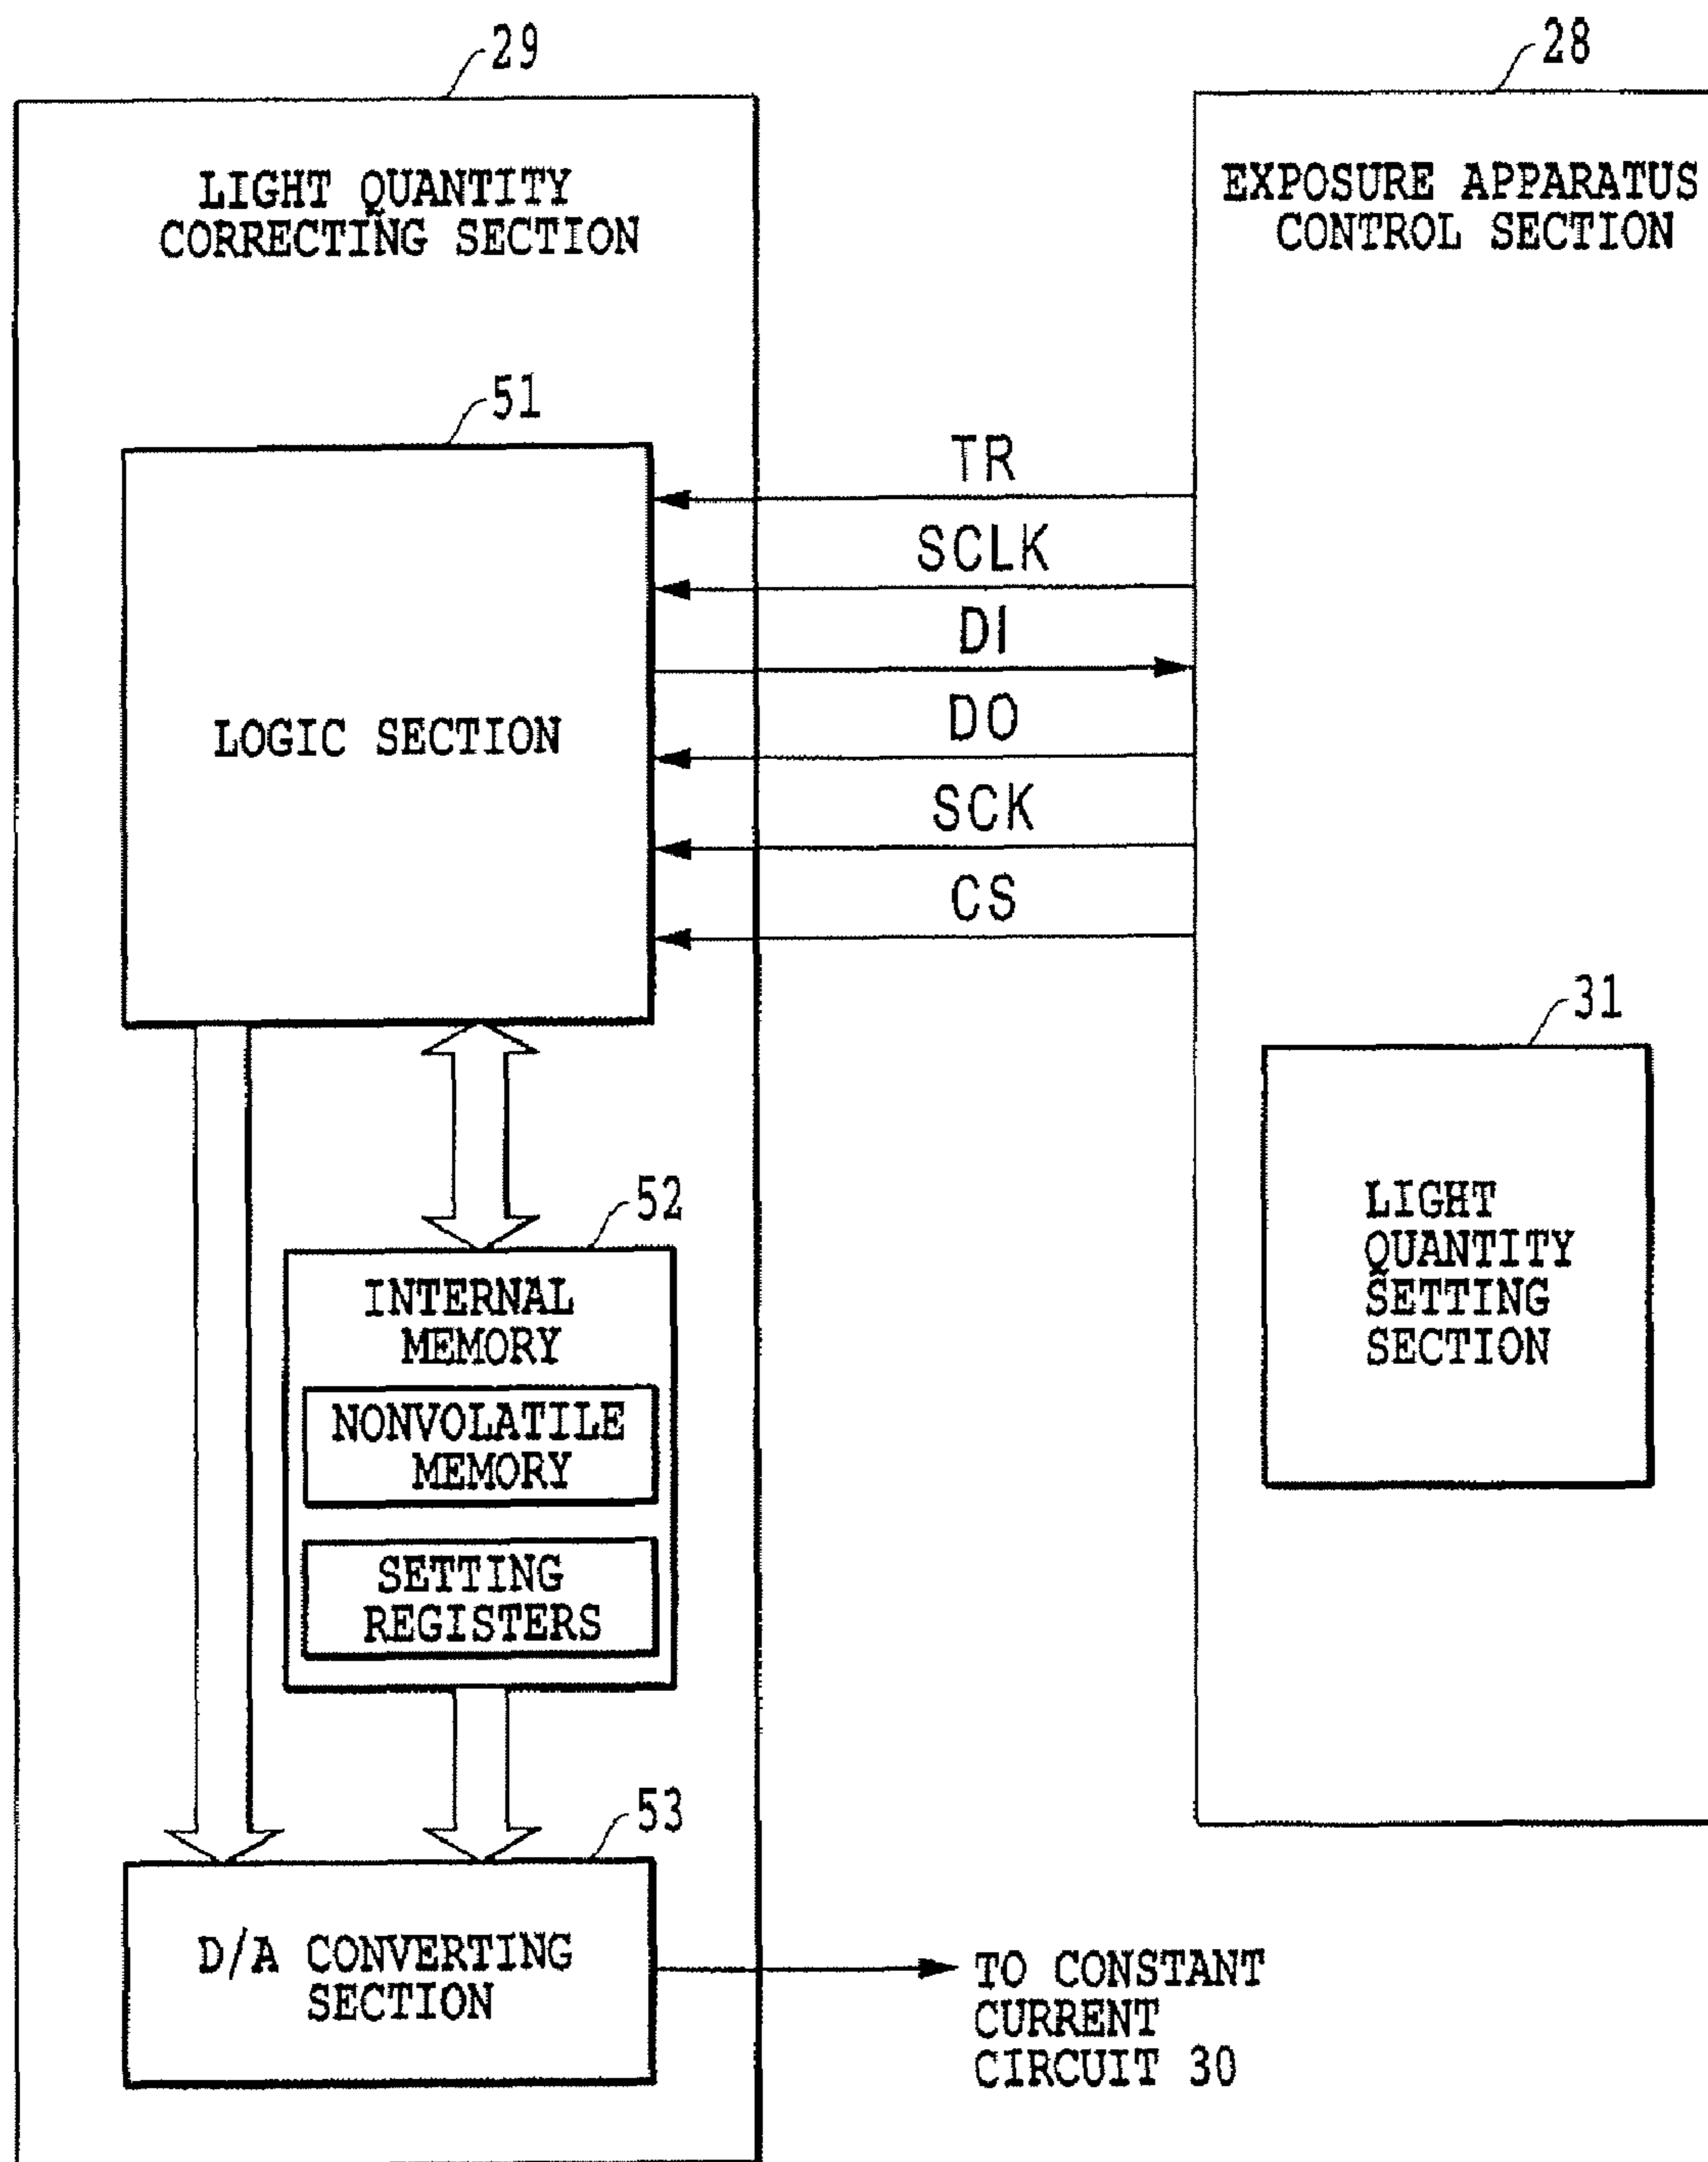 29
28
LIGHT QUANTITY
CORRECTING SECTION
EXPOSURE APPARATUS
CONTROL SECTION
51
LOGIC SECTION
TR
SCLK
DI
DO
SCK
CS
31
LIGHT
QUANTITY
SETTING
SECTION
52
INTERNAL
MEMORY
NONVOLATILE
MEMORY
SETTING
REGISTERS
53
D/A CONVERTING
SECTION
TO CONSTANT
CURRENT
CIRCUIT 30